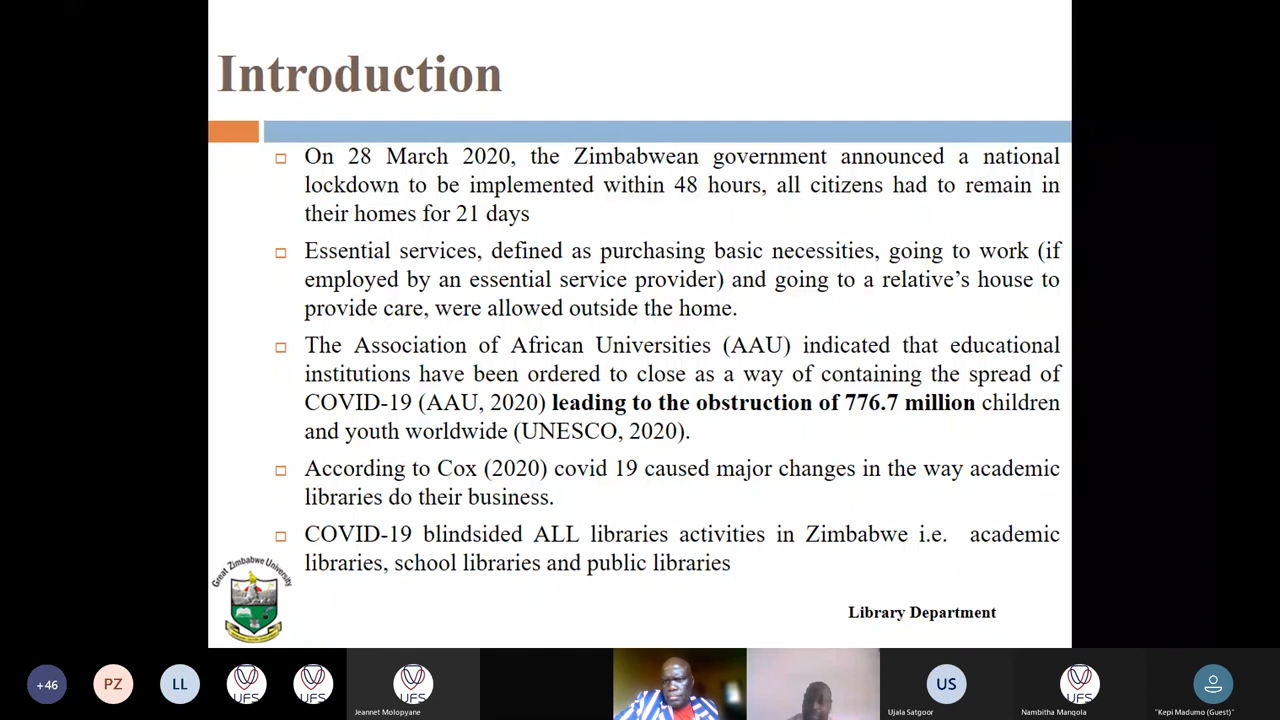 Introduction
On 28 March 2020, the Zimbabwean government announced a national
lockdown to be implemented within 48 hours, all citizens had to remain in
their homes for 21 days
Essential services, defined as purchasing basic necessities, going to work (if
employed by an essential service provider) and going to a relative’s house to
provide care, were allowed outside the home.
The Association of African Universities (AAU) indicated that educational
institutions have been ordered to close as a way of containing the spread of
COVID-19 (AAU, 2020) leading to the obstruction of 776.7 million children
and youth worldwide (UNESCO, 2020).
According to Cox (2020) covid 19 caused major changes in the way academic
libraries do their business.
COVID-19 blindsided ALL libraries activities in Zimbabwe i.e. academic
libraries, school libraries and public libraries
Great Zimbabwe University
Library Department
+46
PZ
LL
UFS
UFS
Jeannet Molopyane
US
Ujala Satgoor
UFS
Nambitha Manqola
"Kepi Madumo (Guest)"